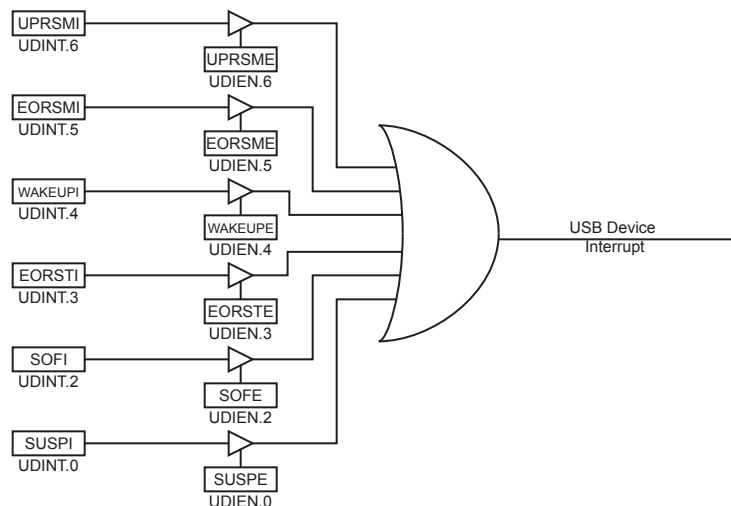 UPRSMI
UDINT.6
UPRSME
UDIEN.6
EORSMI
UDINT.5
EORSME
UDIEN.5
WAKEUPI
UDINT.4
WAKEUPE
UDIEN.4
EORSTI
UDINT.3
EORSTE
UDIEN.3
SOFI
UDINT.2
SOFE
UDIEN.2
SUSPI
UDINT.0
SUSPE
UDIEN.0
USB Device
Interrupt